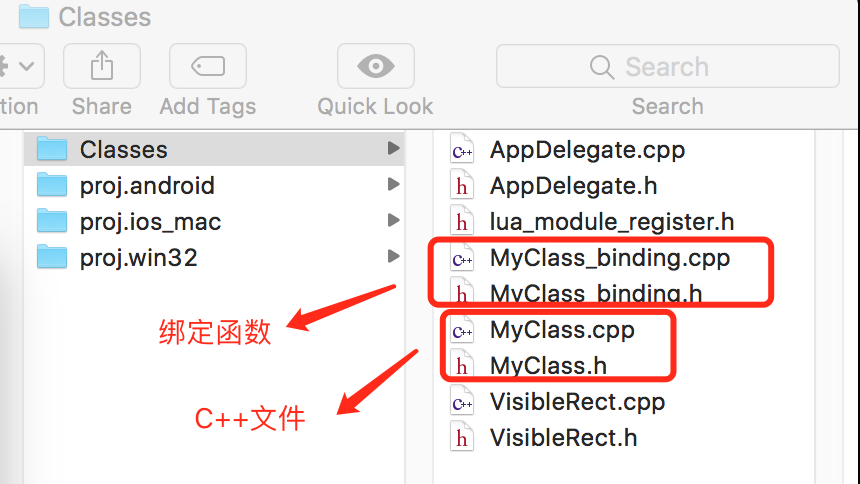 Classes
tion
Share
Add Tags
Quick Look
Search
Search
Classes
proj.android
proj.ios_mac
proj.win32
AppDelegate.cpp
AppDelegate.h
lua_module_register.h
MyClass_binding.cpp
MyClass_binding.h
MyClass.cpp
MyClass.h
VisibleRect.cpp
VisibleRect.h
绑定函数
C++文件